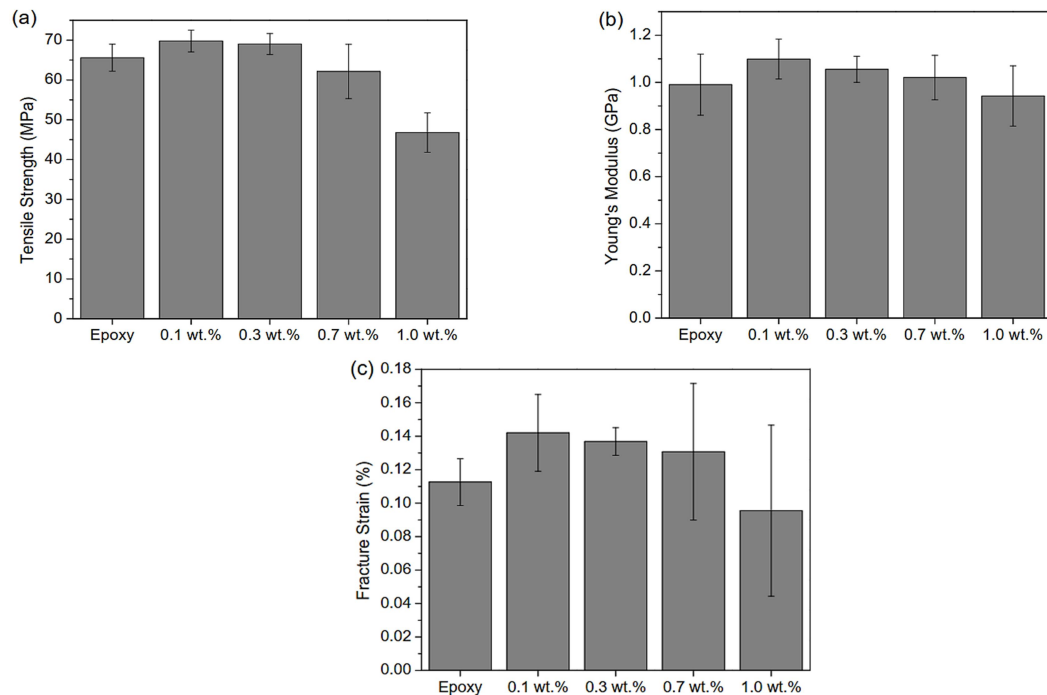 (a)
Tensile Strength (MPa)
70
60
50
40
30
20
10
0
Epoxy 0.1 wt.% 0.3 wt.% 0.7 wt.% 1.0 wt.%
(b)
Young's Modulus (GPa)
1.2
1.0
0.8
0.6
0.4
0.2
0.0
Epoxy 0.1 wt.% 0.3 wt.% 0.7 wt.% 1.0 wt.%
(c)
Fracture Strain (%)
0.18
0.16
0.14
0.12
0.10
0.08
0.06
0.04
0.02
0.00
Epoxy 0.1 wt.% 0.3 wt.% 0.7 wt.% 1.0 wt.%